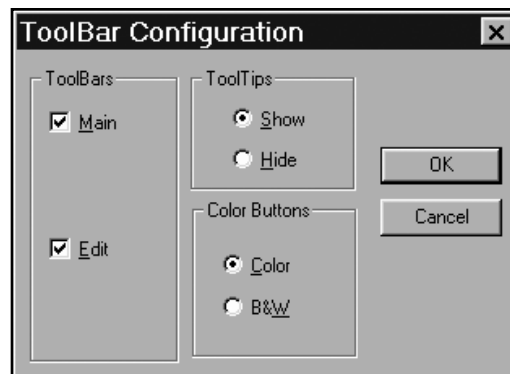 ToolBar Configuration
ToolBars
Main
Edit
ToolTips
Show
Hide
Color Buttons
Color
B&W
OK
Cancel